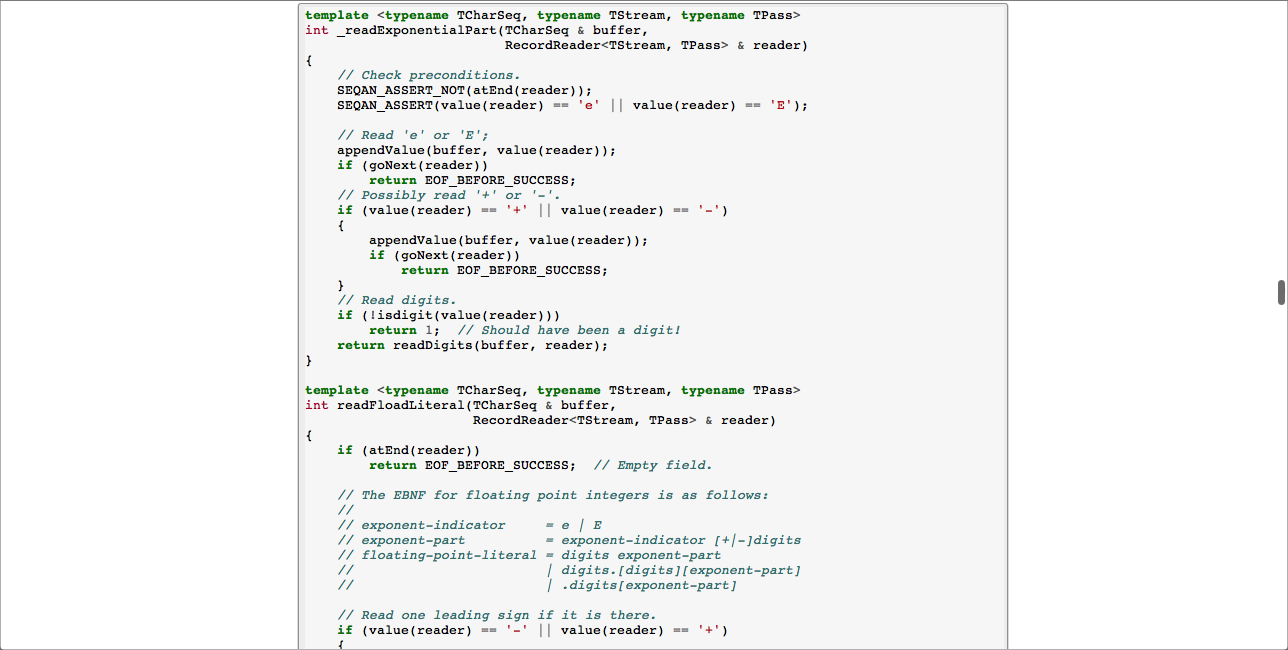 template <typename TCharSeq, typename TStream, typename TPass>
int _readExponentialPart(TCharSeq & buffer,
                         RecordReader<TStream, TPass> & reader)
{
    // Check preconditions.
    SEQAN_ASSERT_NOT(atEnd(reader));
    SEQAN_ASSERT(value(reader) == 'e' || value(reader) == 'E');

    // Read 'e' or 'E';
    appendValue(buffer, value(reader));
    if (goNext(reader))
        return EOF_BEFORE_SUCCESS;
    // Possibly read '+' or '-'.
    if (value(reader) == '+' || value(reader) == '-')
    {
        appendValue(buffer, value(reader));
        if (goNext(reader))
            return EOF_BEFORE_SUCCESS;
    }
    // Read digits.
    if (!isdigit(value(reader)))
        return 1;  // Should have been a digit!
    return readDigits(buffer, reader);
}

template <typename TCharSeq, typename TStream, typename TPass>
int readFloadLiteral(TCharSeq & buffer,
                     RecordReader<TStream, TPass> & reader)
{
    if (atEnd(reader))
        return EOF_BEFORE_SUCCESS;  // Empty field.

    // The EBNF for floating point integers is as follows:
    //
    // exponent-indicator     = e | E
    // exponent-part          = exponent-indicator [+|-]digits
    // floating-point-literal = digits exponent-part
    //                        | digits.[digits][exponent-part]
    //                        | .digits[exponent-part]

    // Read one leading sign if it is there.
    if (value(reader) == '-' || value(reader) == '+')
    {